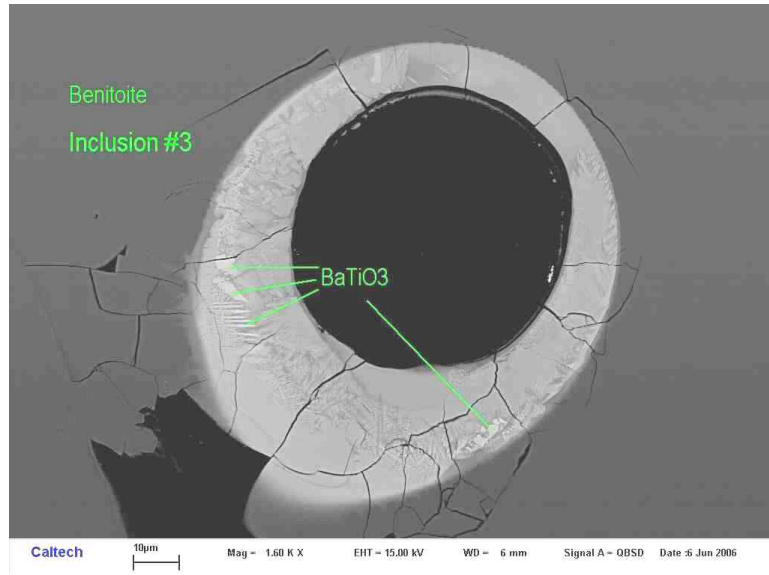 Benitoite
Inclusion #3
BaTiO3
Caltech
10µm
Mag = 1.60 K X
EHT = 15.00 kV
WD = 6 mm
Signal A = QBSD
Date :6 Jun 2006